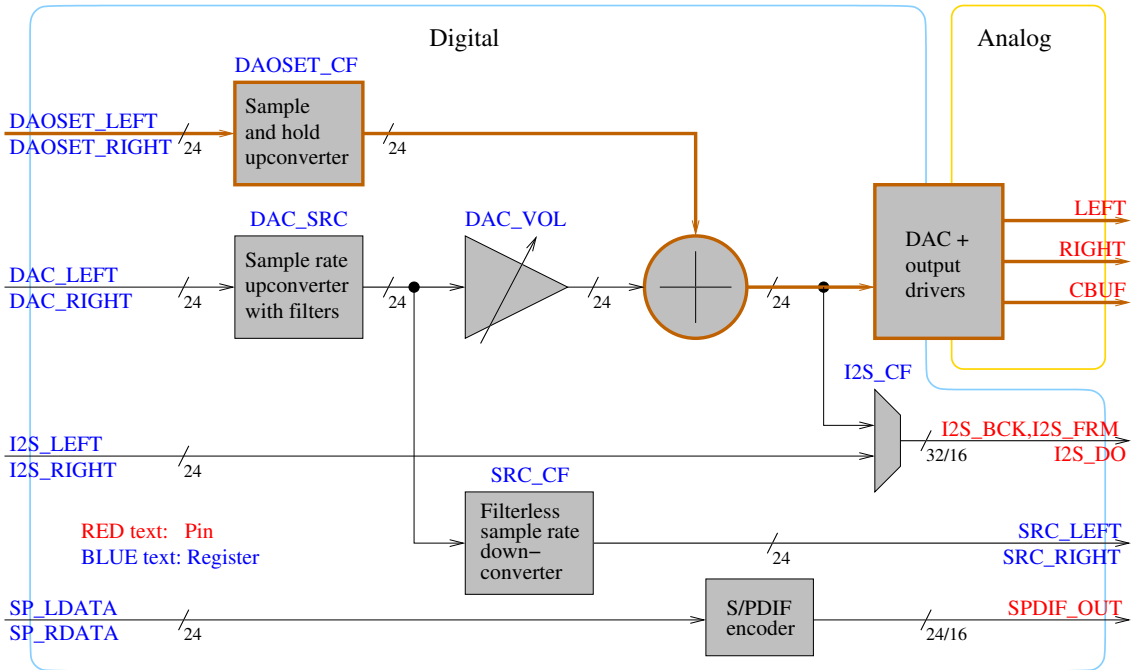 Digital
Analog
DAOSET_CF
DAOSET_LEFT
DAOSET_RIGHT
24
Sample
and hold
upconverter
24
DAC_SRC
DAC_VOL
DAC_LEFT
DAC_RIGHT
24
Sample rate
upconverter
with filters
24
24
24
DAC +
output
drivers
LEFT
RIGHT
CBUF
I2S_CF
I2S_LEFT
I2S_RIGHT
24
32/16
I2S_BCK,I2S_FRM
I2S_DO
SRC_CF
Filterless
sample rate
down−
converter
24
SRC_LEFT
SRC_RIGHT
RED text: Pin
BLUE text: Register
SP_LDATA
SP_RDATA
24
S/PDIF
encoder
24/16
SPDIF_OUT